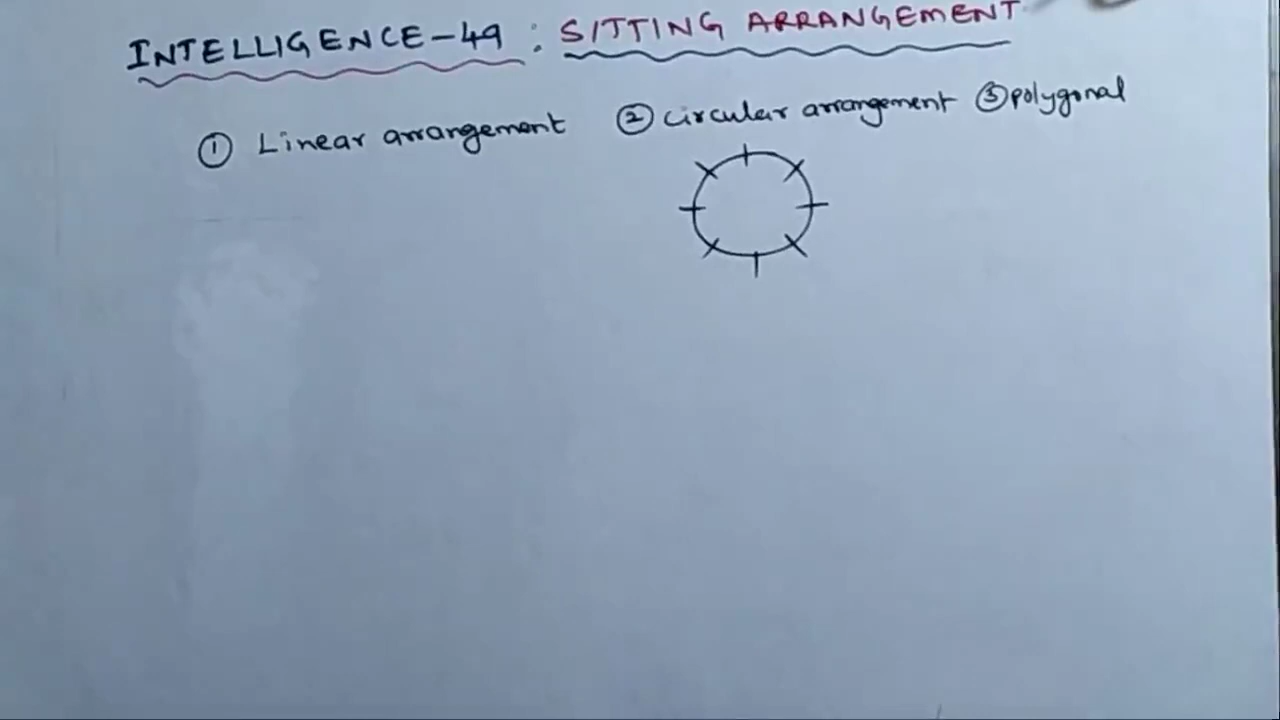 INTELLIGENCE-49 : SITTING ARRANGEMENT
① Linear arrangement ② circular arrangement ③ polygonal